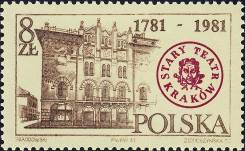 8 ZŁ
1781 - 1981
STARY TEATR
KRAKÓW
POLSKA